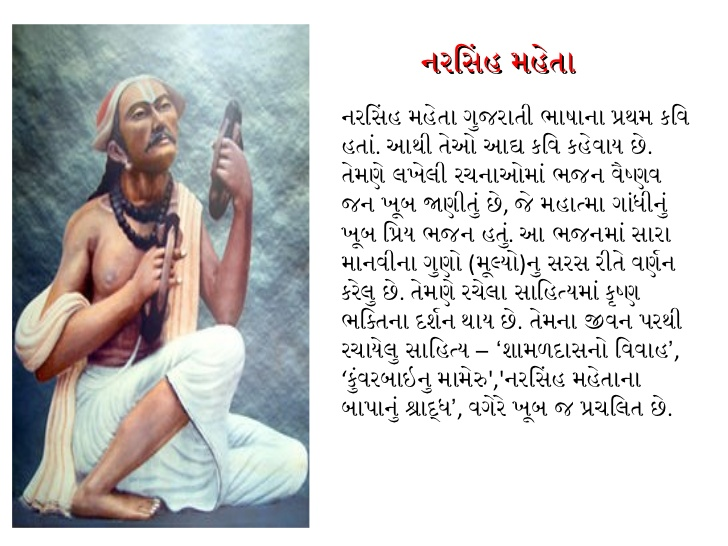 નરસિંહ મહેતા
નરસિંહ મહેતા ગુજરાતી ભાષાના પ્રથમ કવિ
હતાં. આથી તેઓ આદ્ય કવિ કહેવાય છે.
તેમણે લખેલી રચનાઓમાં ભજન વૈષ્ણવ
જન ખૂબ જાણીતું છે, જે મહાત્મા ગાંધીનું
ખૂબ પ્રિય ભજન હતું. આ ભજનમાં સારા
માનવીના ગુણો (મૂલ્યો)નુ સરસ રીતે વર્ણન
કરેલુ છે. તેમણે રચેલા સાહિત્યમાં કૃષ્ણ
ભક્તિના દર્શન થાય છે. તેમના જીવન પરથી
રચાયેલુ સાહિત્ય – ‘શામળદાસનો વિવાહ’,
‘કુંવરબાઇનુ મામેરુ','નરસિંહ મહેતાના
બાપાનું શ્રાદ્ધ’, વગેરે ખૂબ જ પ્રચલિત છે.